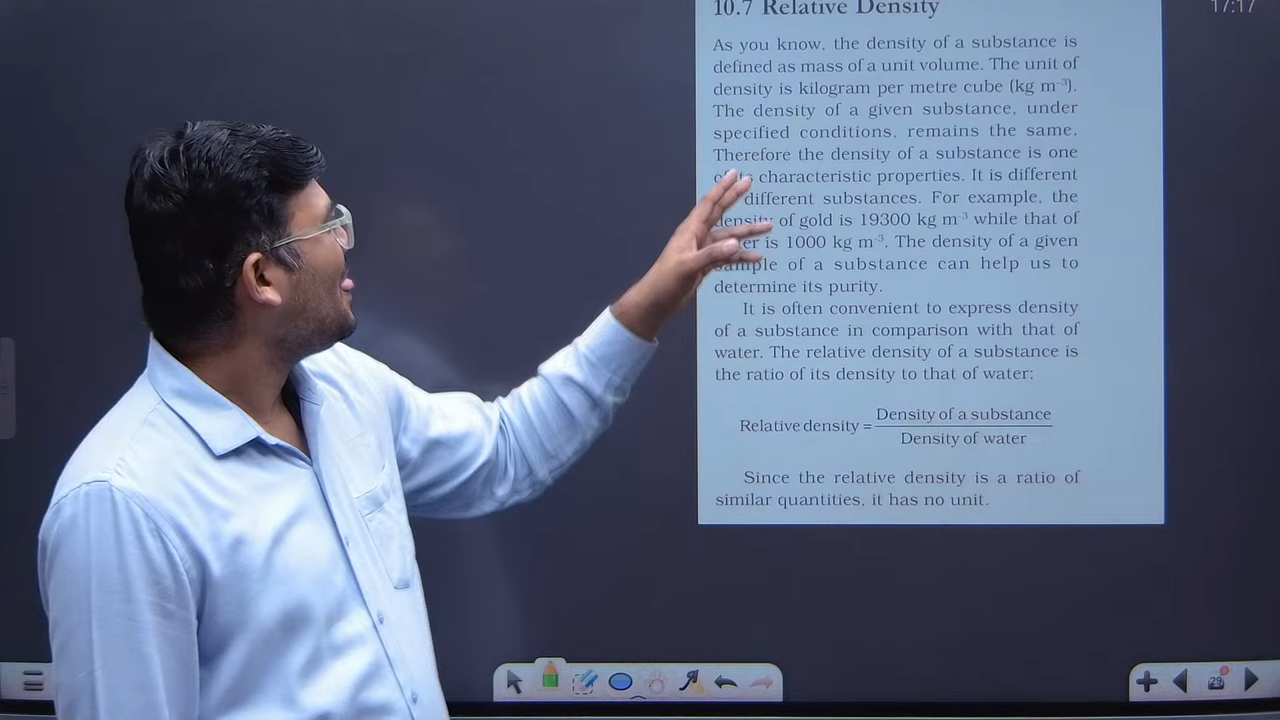 10.7 Relative Density
17:17
As you know, the density of a substance is
defined as mass of a unit volume. The unit of
density is kilogram per metre cube (kg m⁻³).
The density of a given substance, under
specified conditions, remains the same.
Therefore the density of a substance is one
characteristic properties. It is different
different substances. For example, the
density of gold is 19300 kg m⁻³ while that of
is 1000 kg m⁻³. The density of a given
sample of a substance can help us to
determine its purity.
It is often convenient to express density
of a substance in comparison with that of
water. The relative density of a substance is
the ratio of its density to that of water:
Relative density = Density of a substance
Density of water
Since the relative density is a ratio of
similar quantities, it has no unit.
29